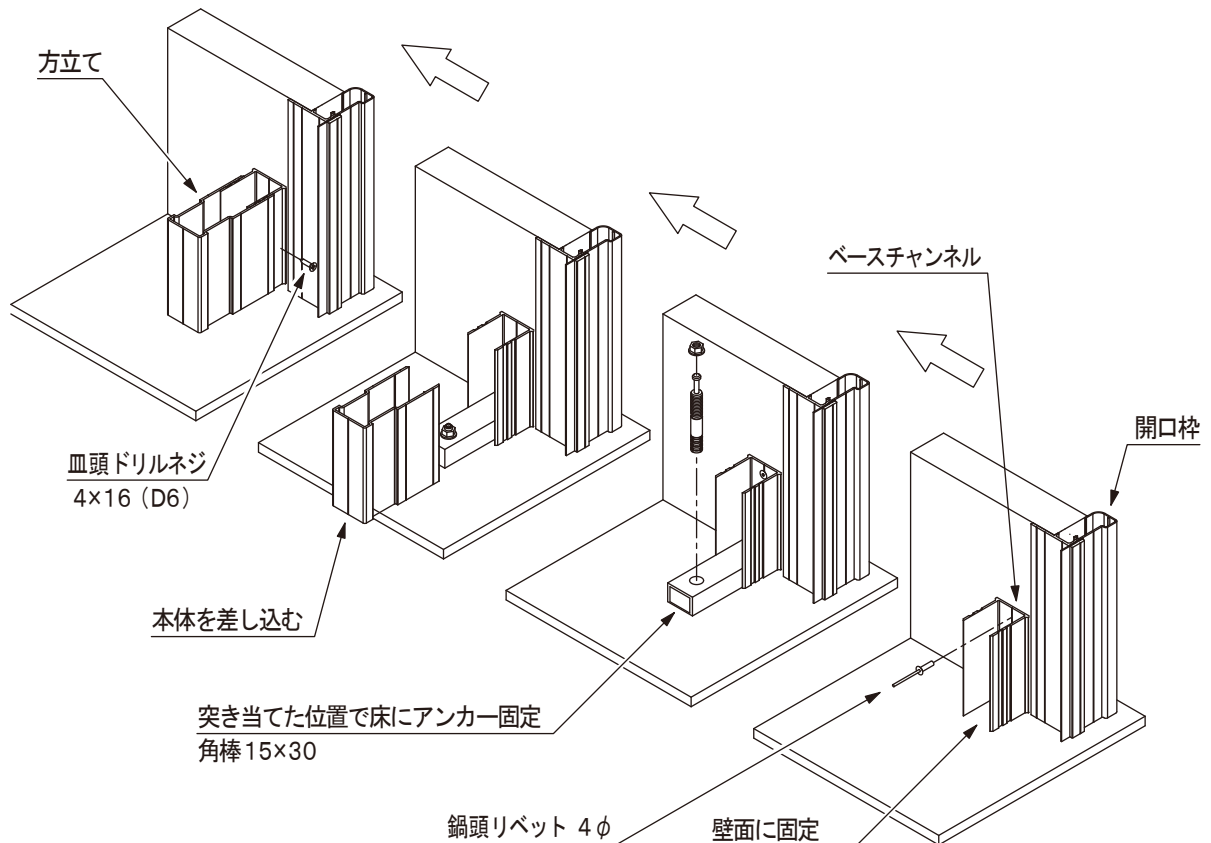 方立て
ベースチャンネル
開口枠
皿頭ドリルネジ
4×16（D6）
本体を差し込む
突き当てた位置で床にアンカー固定
角棒15×30
鍋頭リベット 4φ
壁面に固定